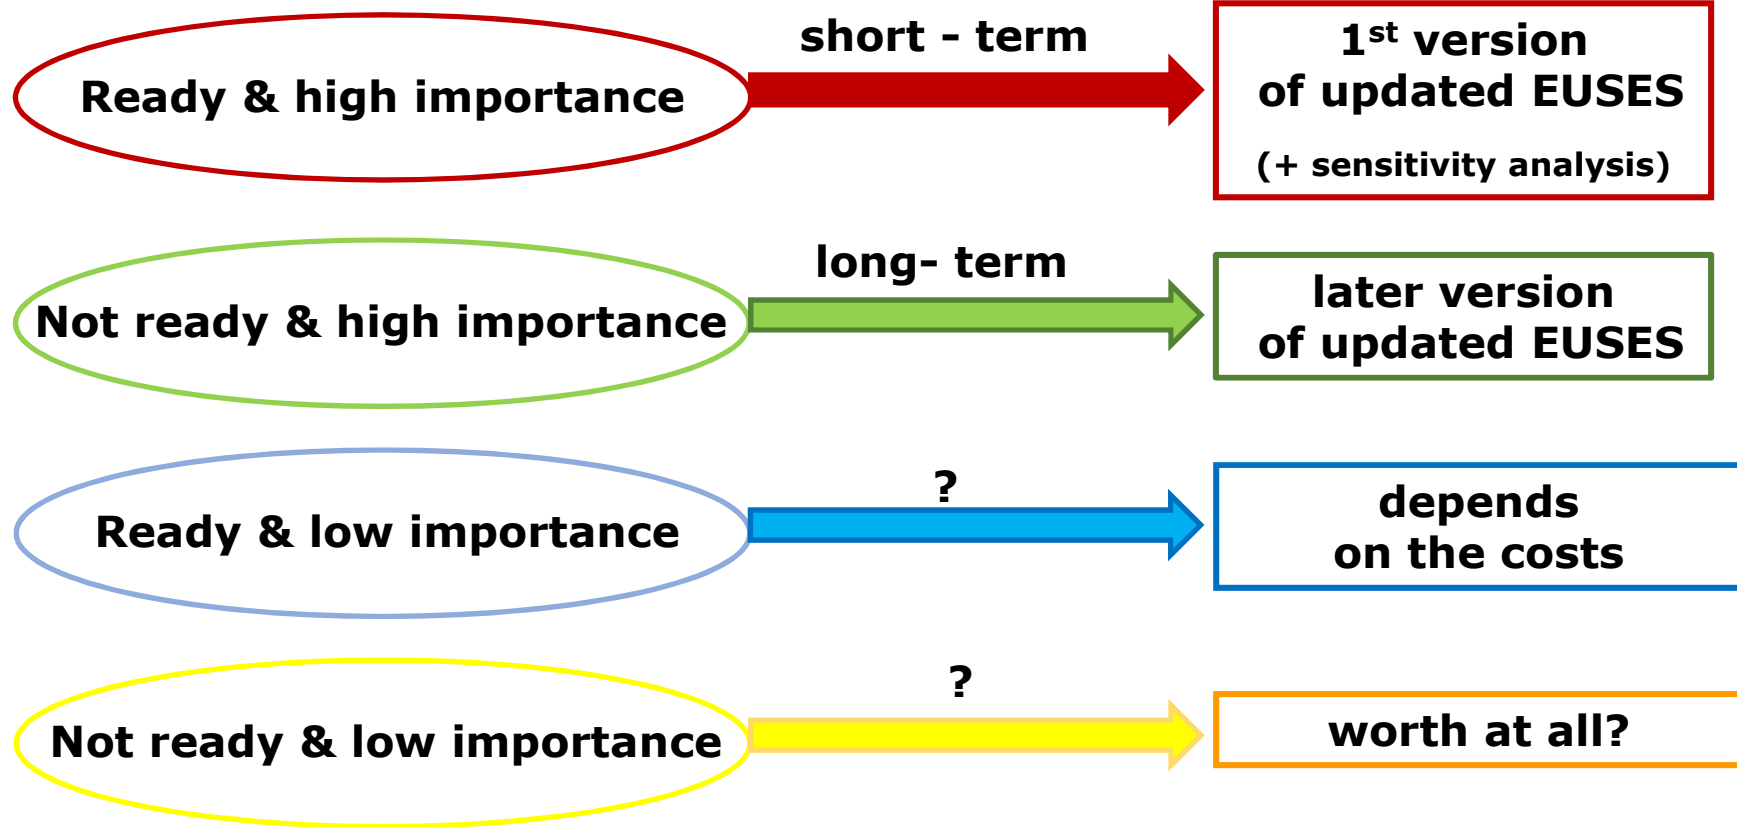 short - term
Ready & high importance
1st version
of updated EUSES
(+ sensitivity analysis)
long- term
Not ready & high importance
later version
of updated EUSES
?
Ready & low importance
depends
on the costs
?
Not ready & low importance
worth at all?